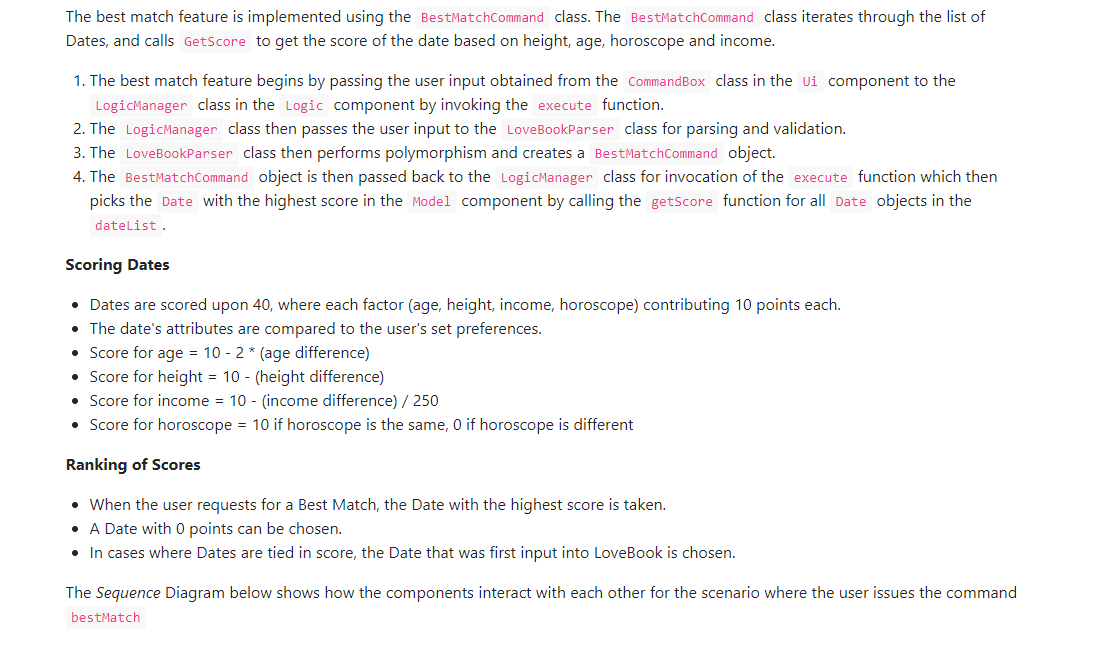 The best match feature is implemented using the BestMatchCommand class. The BestMatchCommand class iterates through the list of
Dates, and calls GetScore to get the score of the date based on height, age, horoscope and income.
1. The best match feature begins by passing the user input obtained from the CommandBox class in the Ui component to the
LogicManager class in the Logic component by invoking the execute function.
2. The LogicManager class then passes the user input to the LoveBookParser class for parsing and validation.
3. The LoveBookParser class then performs polymorphism and creates a BestMatchCommand object.
4. The BestMatchCommand object is then passed back to the LogicManager class for invocation of the execute function which then
picks the Date with the highest score in the Model component by calling the getScore function for all Date objects in the
dateList .
Scoring Dates
• Dates are scored upon 40, where each factor (age, height, income, horoscope) contributing 10 points each.
• The date's attributes are compared to the user's set preferences.
• Score for age = 10 - 2 * (age difference)
• Score for height = 10 - (height difference)
• Score for income = 10 - (income difference) / 250
• Score for horoscope = 10 if horoscope is the same, 0 if horoscope is different
Ranking of Scores
• When the user requests for a Best Match, the Date with the highest score is taken.
• A Date with 0 points can be chosen.
• In cases where Dates are tied in score, the Date that was first input into LoveBook is chosen.
The Sequence Diagram below shows how the components interact with each other for the scenario where the user issues the command
bestMatch